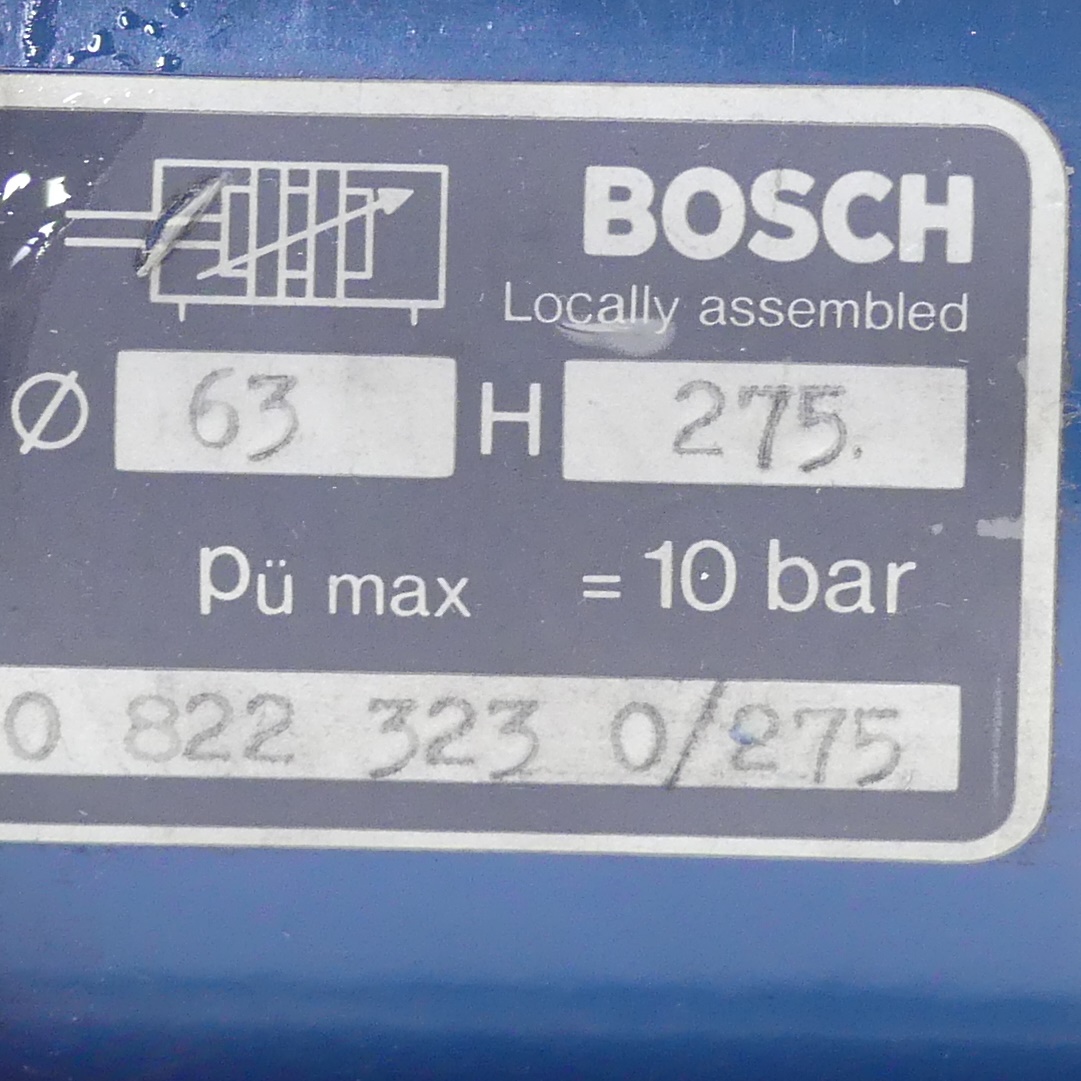 BOSCH
Locally assembled
Ø 63 H 275.
pü max = 10 bar
0 822 323 0/275